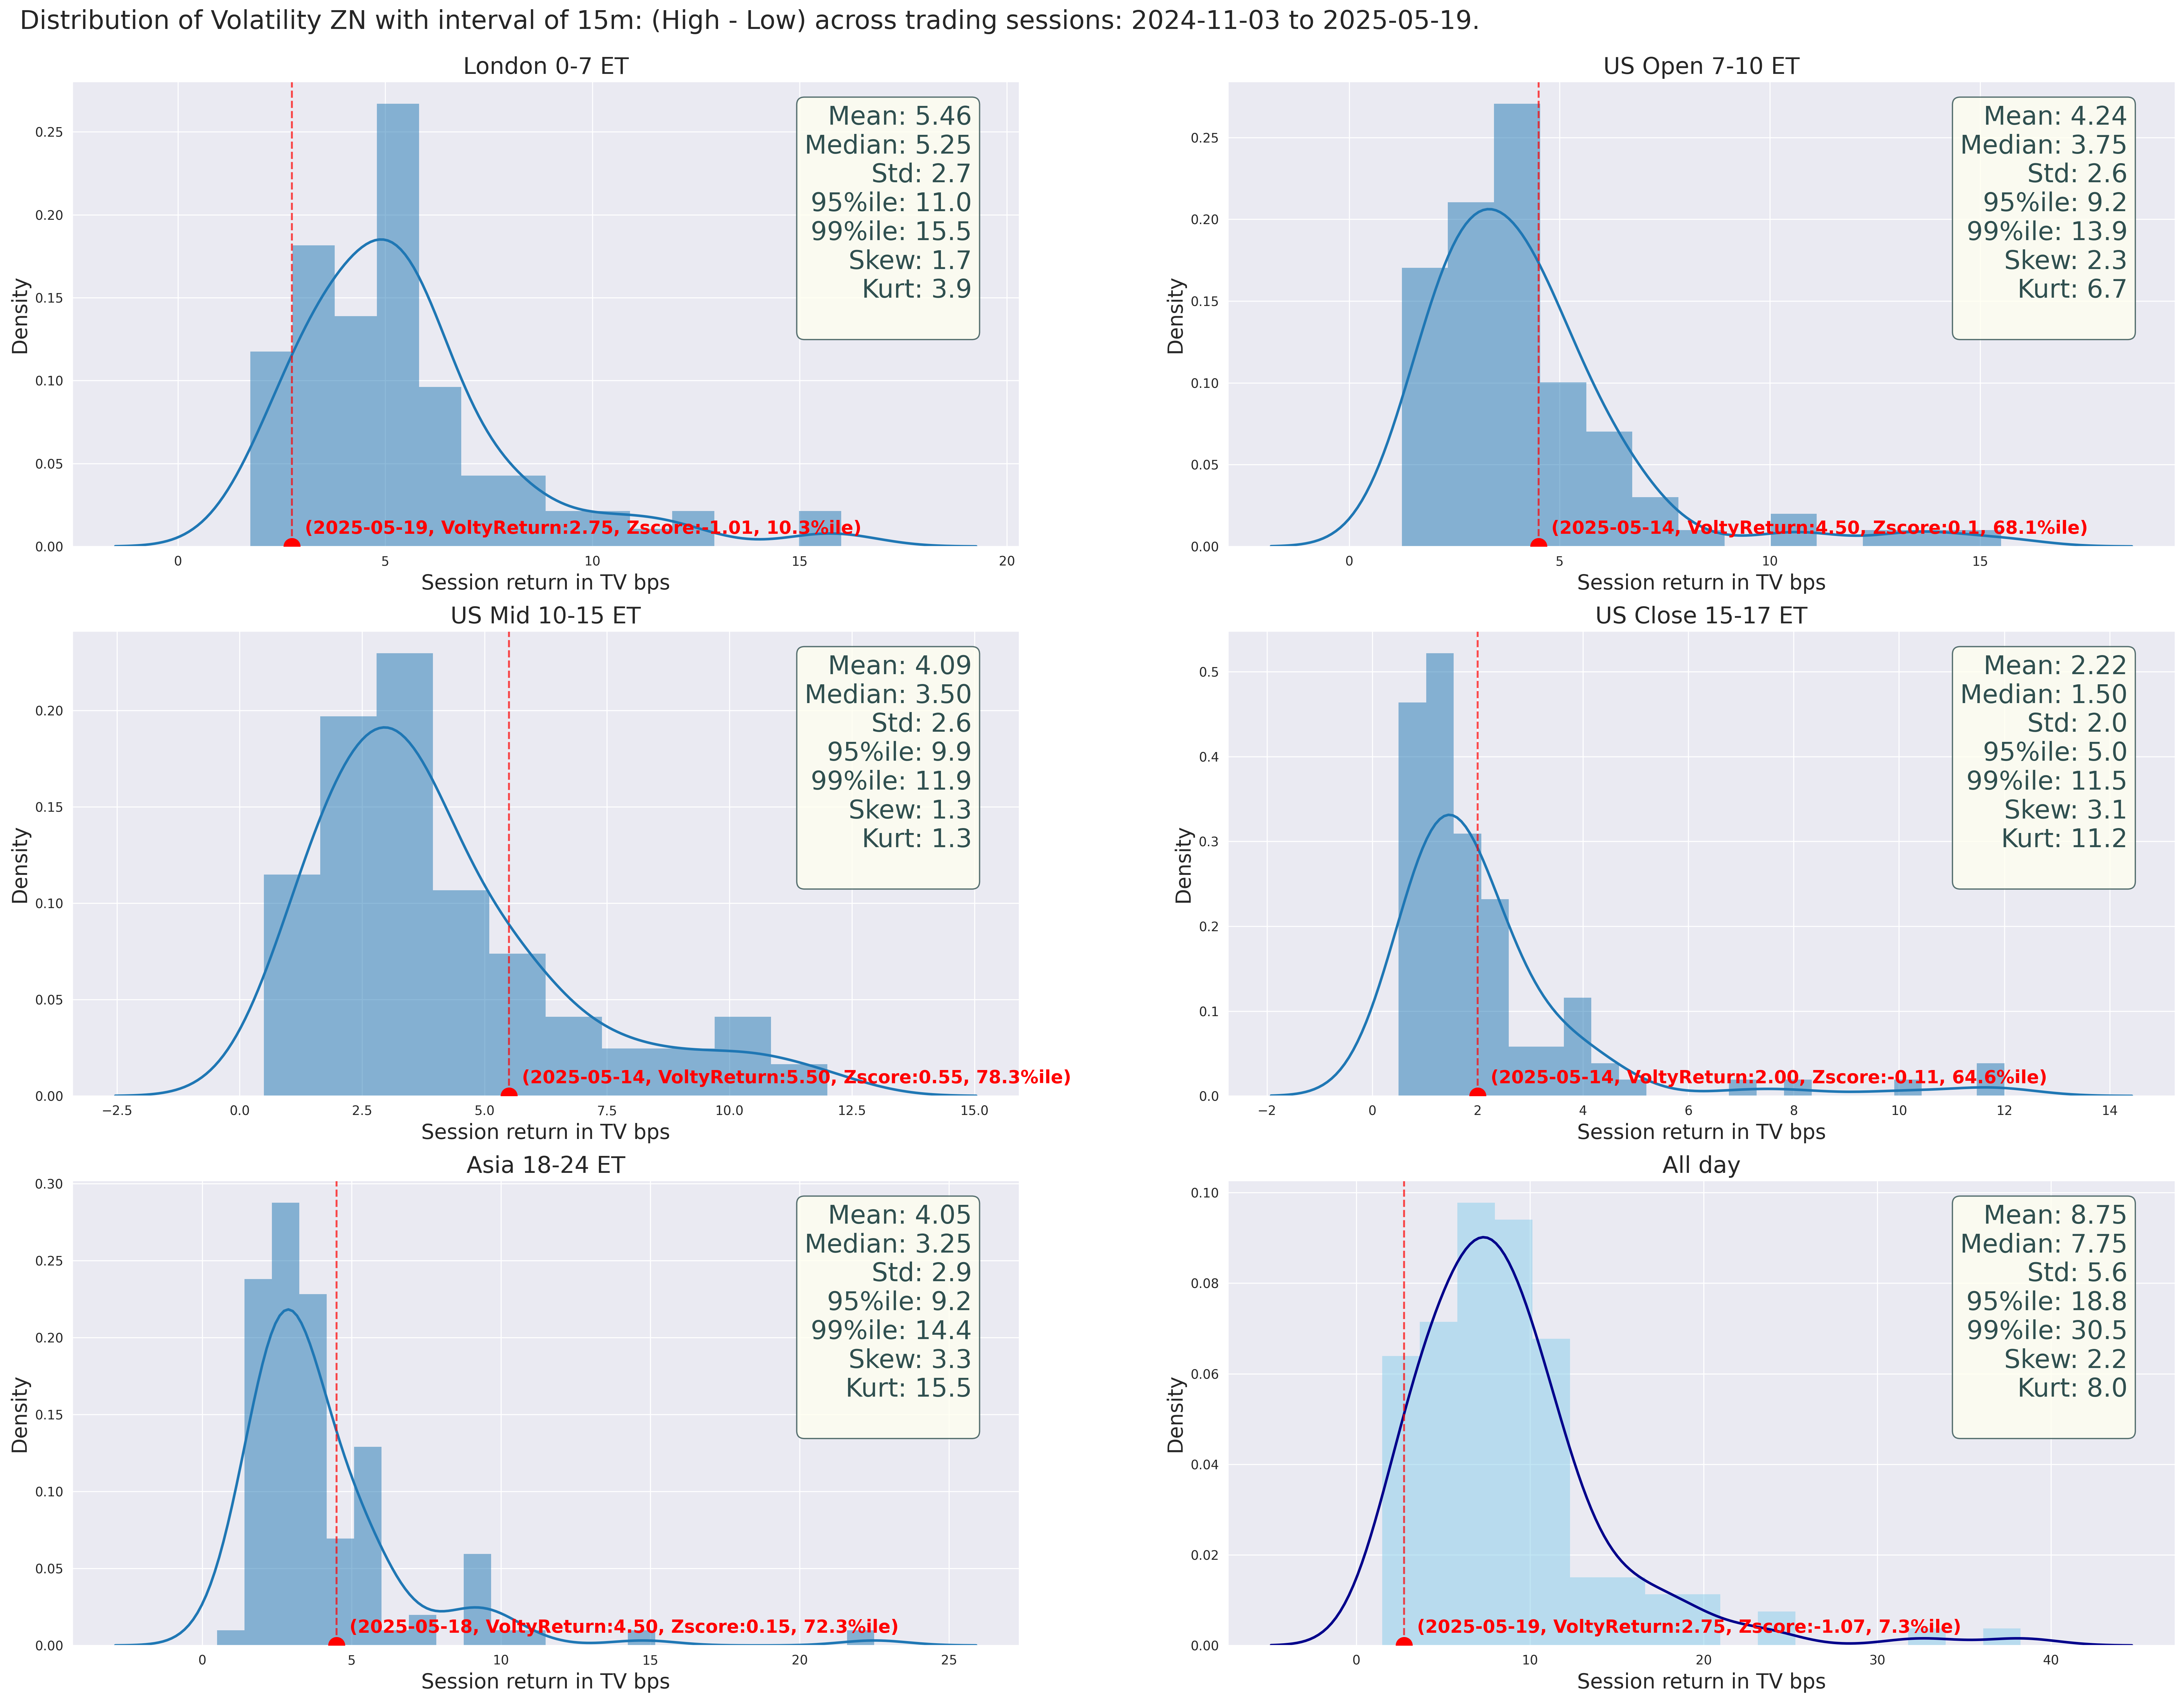 Distribution of Volatility ZN with interval of 15m: (High - Low) across trading sessions: 2024-11-03 to 2025-05-19.
London 0-7 ET
Density
0.25
0.20
0.15
0.10
0.05
0.00
Mean: 5.46
Median: 5.25
Std: 2.7
95%ile: 11.0
99%ile: 15.5
Skew: 1.7
Kurt: 3.9
(2025-05-19, VoltyReturn:2.75, Zscore:-1.01, 10.3%ile)
0 5 10 15 20
Session return in TV bps
US Open 7-10 ET
Density
0.25
0.20
0.15
0.10
0.05
0.00
Mean: 4.24
Median: 3.75
Std: 2.6
95%ile: 9.2
99%ile: 13.9
Skew: 2.3
Kurt: 6.7
(2025-05-14, VoltyReturn:4.50, Zscore:0.1, 68.1%ile)
0 5 10 15
Session return in TV bps
US Mid 10-15 ET
Density
0.20
0.15
0.10
0.05
0.00
Mean: 4.09
Median: 3.50
Std: 2.6
95%ile: 9.9
99%ile: 11.9
Skew: 1.3
Kurt: 1.3
(2025-05-14, VoltyReturn:5.50, Zscore:0.55, 78.3%ile)
−2.5 0.0 2.5 5.0 7.5 10.0 12.5 15.0
Session return in TV bps
US Close 15-17 ET
Density
0.5
0.4
0.3
0.2
0.1
0.0
Mean: 2.22
Median: 1.50
Std: 2.0
95%ile: 5.0
99%ile: 11.5
Skew: 3.1
Kurt: 11.2
(2025-05-14, VoltyReturn:2.00, Zscore:-0.11, 64.6%ile)
−2 0 2 4 6 8 10 12 14
Session return in TV bps
Asia 18-24 ET
Density
0.30
0.25
0.20
0.15
0.10
0.05
0.00
Mean: 4.05
Median: 3.25
Std: 2.9
95%ile: 9.2
99%ile: 14.4
Skew: 3.3
Kurt: 15.5
(2025-05-18, VoltyReturn:4.50, Zscore:0.15, 72.3%ile)
0 5 10 15 20 25
Session return in TV bps
All day
Density
0.10
0.08
0.06
0.04
0.02
0.00
Mean: 8.75
Median: 7.75
Std: 5.6
95%ile: 18.8
99%ile: 30.5
Skew: 2.2
Kurt: 8.0
(2025-05-19, VoltyReturn:2.75, Zscore:-1.07, 7.3%ile)
0 10 20 30 40
Session return in TV bps